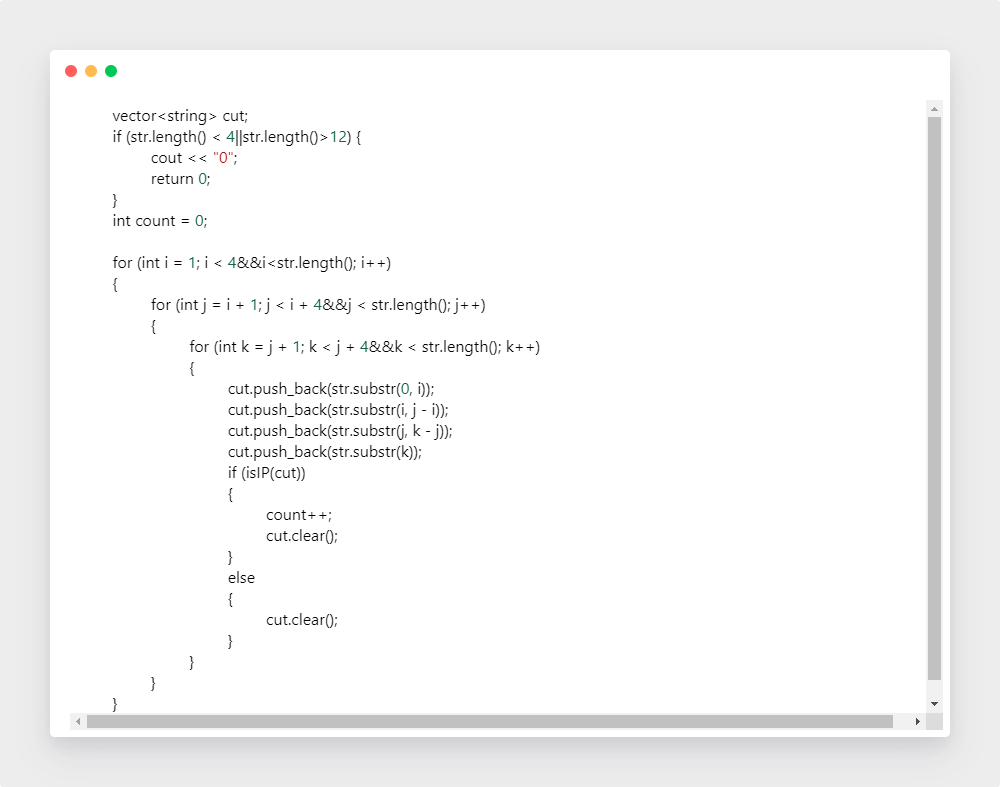 vector<string> cut;
if (str.length() < 4||str.length()>12) {
cout << "0";
return 0;
}
int count = 0;
for (int i = 1; i < 4&&i<str.length(); i++)
{
for (int j = i + 1; j < i + 4&&j < str.length(); j++)
{
for (int k = j + 1; k < j + 4&&k < str.length(); k++)
{
cut.push_back(str.substr(0, i));
cut.push_back(str.substr(i, j - i));
cut.push_back(str.substr(j, k - j));
cut.push_back(str.substr(k));
if (isIP(cut))
{
count++;
cut.clear();
}
else
{
cut.clear();
}
}
}
}